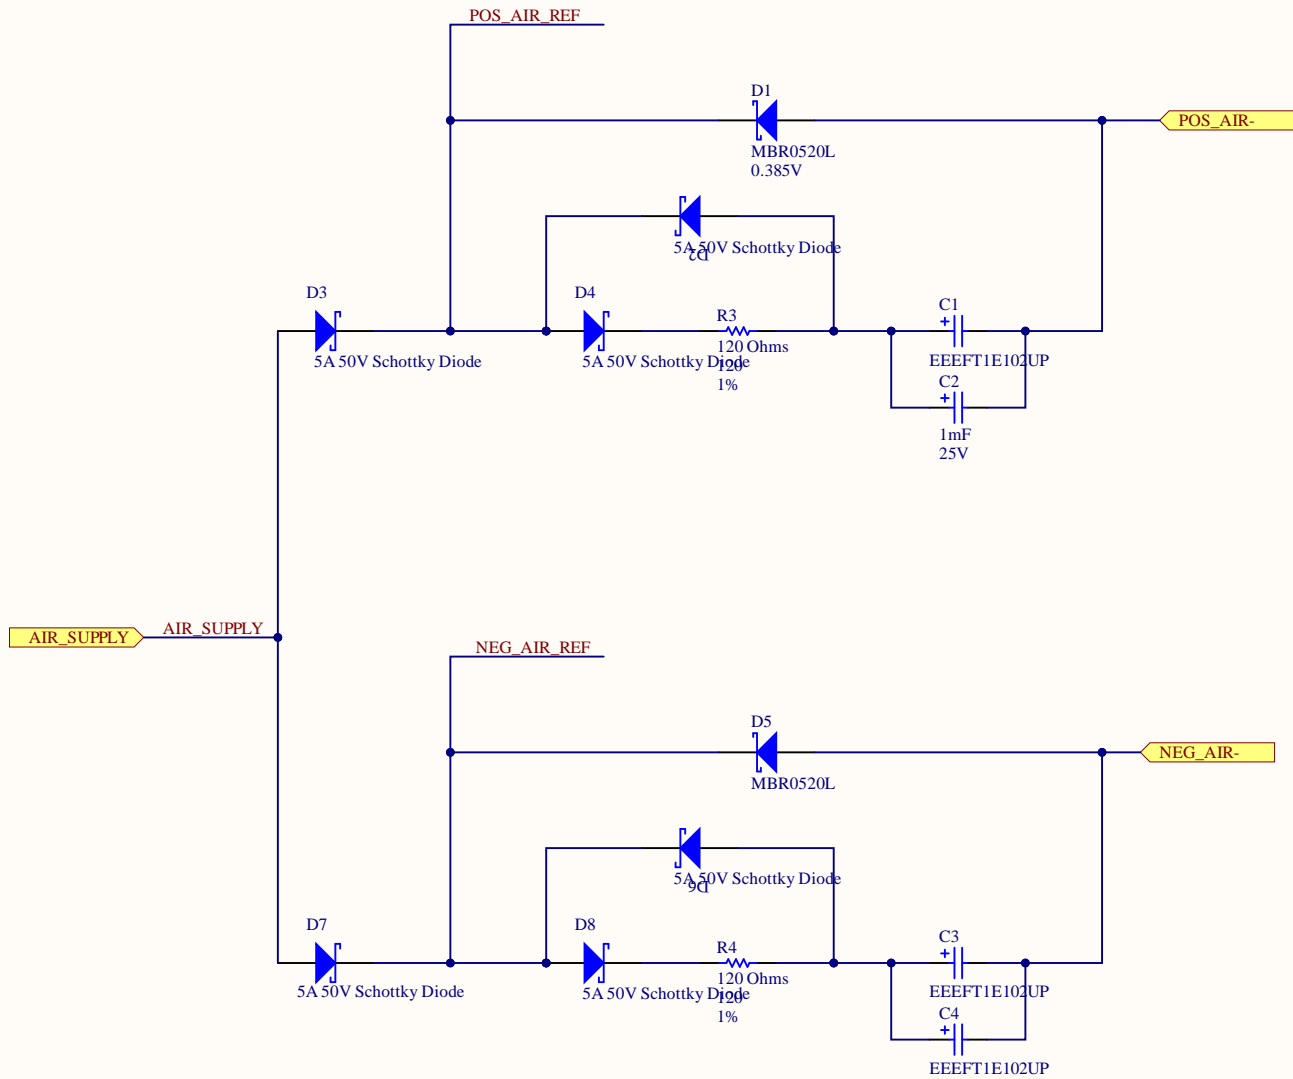 POS_AIR_REF
D1
POS_AIR-
MBR0520L
0.385V
5A 50V Schottky Diode
D2
D3
D4
R3
C1
5A 50V Schottky Diode
5A 50V Schottky Diode
120 Ohms
120
1%
EEEFT1E102UP
C2
1mF
25V
AIR_SUPPLY
AIR_SUPPLY
NEG_AIR_REF
D5
NEG_AIR-
MBR0520L
5A 50V Schottky Diode
D6
D7
D8
R4
C3
5A 50V Schottky Diode
5A 50V Schottky Diode
120 Ohms
120
1%
EEEFT1E102UP
C4
EEEFT1E102UP